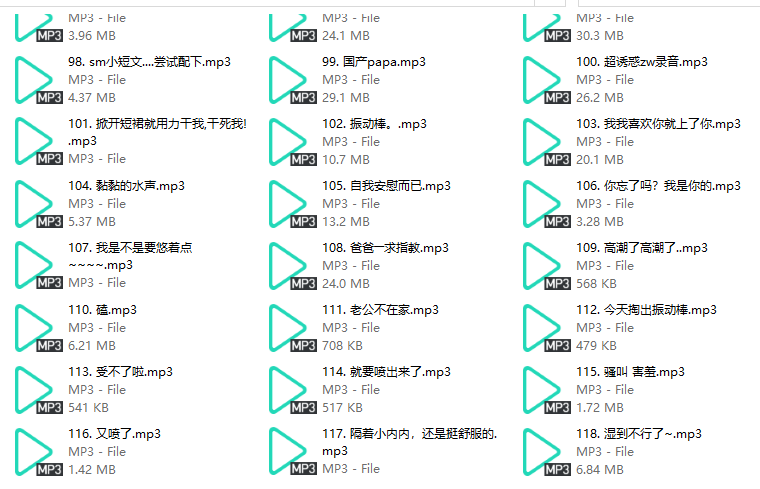 MP3 - File
MP3 3.96 MB
MP3 - File
MP3 24.1 MB
MP3 - File
MP3 30.3 MB
98. sm小短文....尝试配下.mp3
MP3 - File
MP3 4.37 MB
99. 国产papa.mp3
MP3 - File
MP3 29.1 MB
100. 超诱惑zw录音.mp3
MP3 - File
MP3 26.2 MB
101. 掀开短裙就用力干我,干死我!
.mp3
MP3 MP3 - File
102. 振动棒。.mp3
MP3 - File
MP3 10.7 MB
103. 我我喜欢你就上了你.mp3
MP3 - File
MP3 20.1 MB
104. 黏黏的水声.mp3
MP3 - File
MP3 5.37 MB
105. 自我安慰而已.mp3
MP3 - File
MP3 13.2 MB
106. 你忘了吗？我是你的.mp3
MP3 - File
MP3 3.28 MB
107. 我是不是要悠着点
~~~~.mp3
MP3 MP3 - File
108. 爸爸一求指教.mp3
MP3 - File
MP3 24.0 MB
109. 高潮了高潮了..mp3
MP3 - File
MP3 568 KB
110. 磕.mp3
MP3 - File
MP3 6.21 MB
111. 老公不在家.mp3
MP3 - File
MP3 708 KB
112. 今天掏出振动棒.mp3
MP3 - File
MP3 479 KB
113. 受不了啦.mp3
MP3 - File
MP3 541 KB
114. 就要喷出来了.mp3
MP3 - File
MP3 517 KB
115. 骚叫 害羞.mp3
MP3 - File
MP3 1.72 MB
116. 又喷了.mp3
MP3 - File
MP3 1.42 MB
117. 隔着小内内，还是挺舒服的.
mp3
MP3 MP3 - File
118. 湿到不行了~.mp3
MP3 - File
MP3 6.84 MB